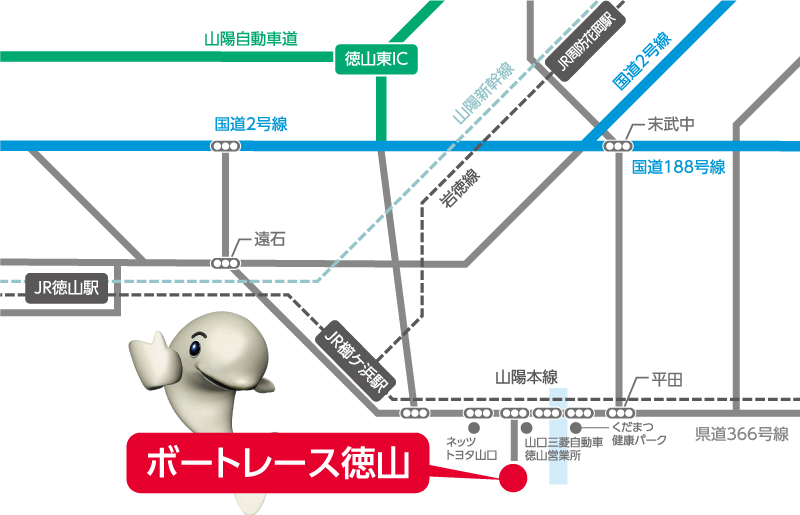 山陽自動車道
徳山東IC
JR周防花岡駅
国道2号線
山陽新幹線
国道2号線
末武中
国道188号線
岩徳線
遠石
JR徳山駅
JR櫛ケ浜駅
山陽本線
平田
県道366号線
ネッツ
トヨタ山口
山口三菱自動車
徳山営業所
くだまつ
健康パーク
ボートレース徳山